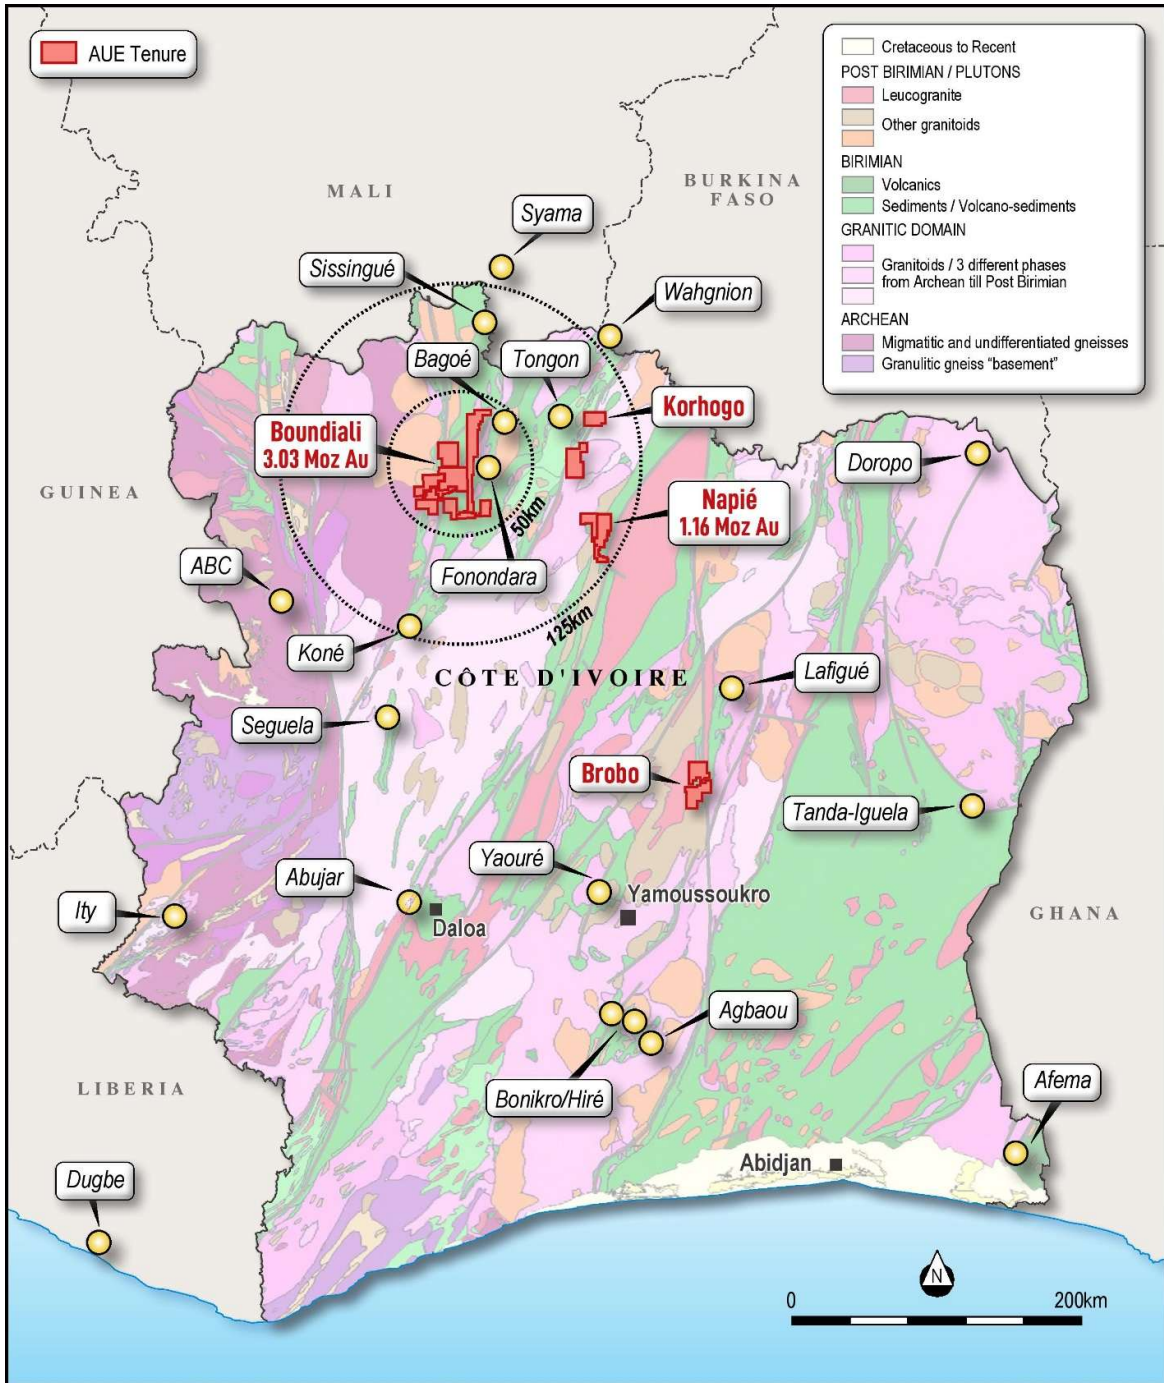 AUE Tenure
Cretaceous to Recent
POST BIRIMIAN / PLUTONS
Leucogranite
Other granitoids
BIRIMIAN
Volcanics
Sediments / Volcano-sediments
GRANITIC DOMAIN
Granitoids / 3 different phases
from Archean till Post Birimian
ARCHEAN
Migmatitic and undifferentiated gneisses
Granulitic gneiss "basement"
MALI
BURKINA
FASO
Syama
Sissingué
Wahgnion
Bagoé
Tongon
Korhogo
Boundiali
3.03 Moz Au
Doropo
GUINEA
Napié
1.16 Moz Au
50km
Fonondara
ABC
125km
Koné
CÔTE D'IVOIRE
Lafigué
Seguela
Brobo
Tanda-Iguela
Yaouré
Abujar
Yamoussoukro
Ity
Daloa
GHANA
Agbaou
LIBERIA
Bonikro/Hiré
Afema
Abidjan
Dugbe
N
0 200km